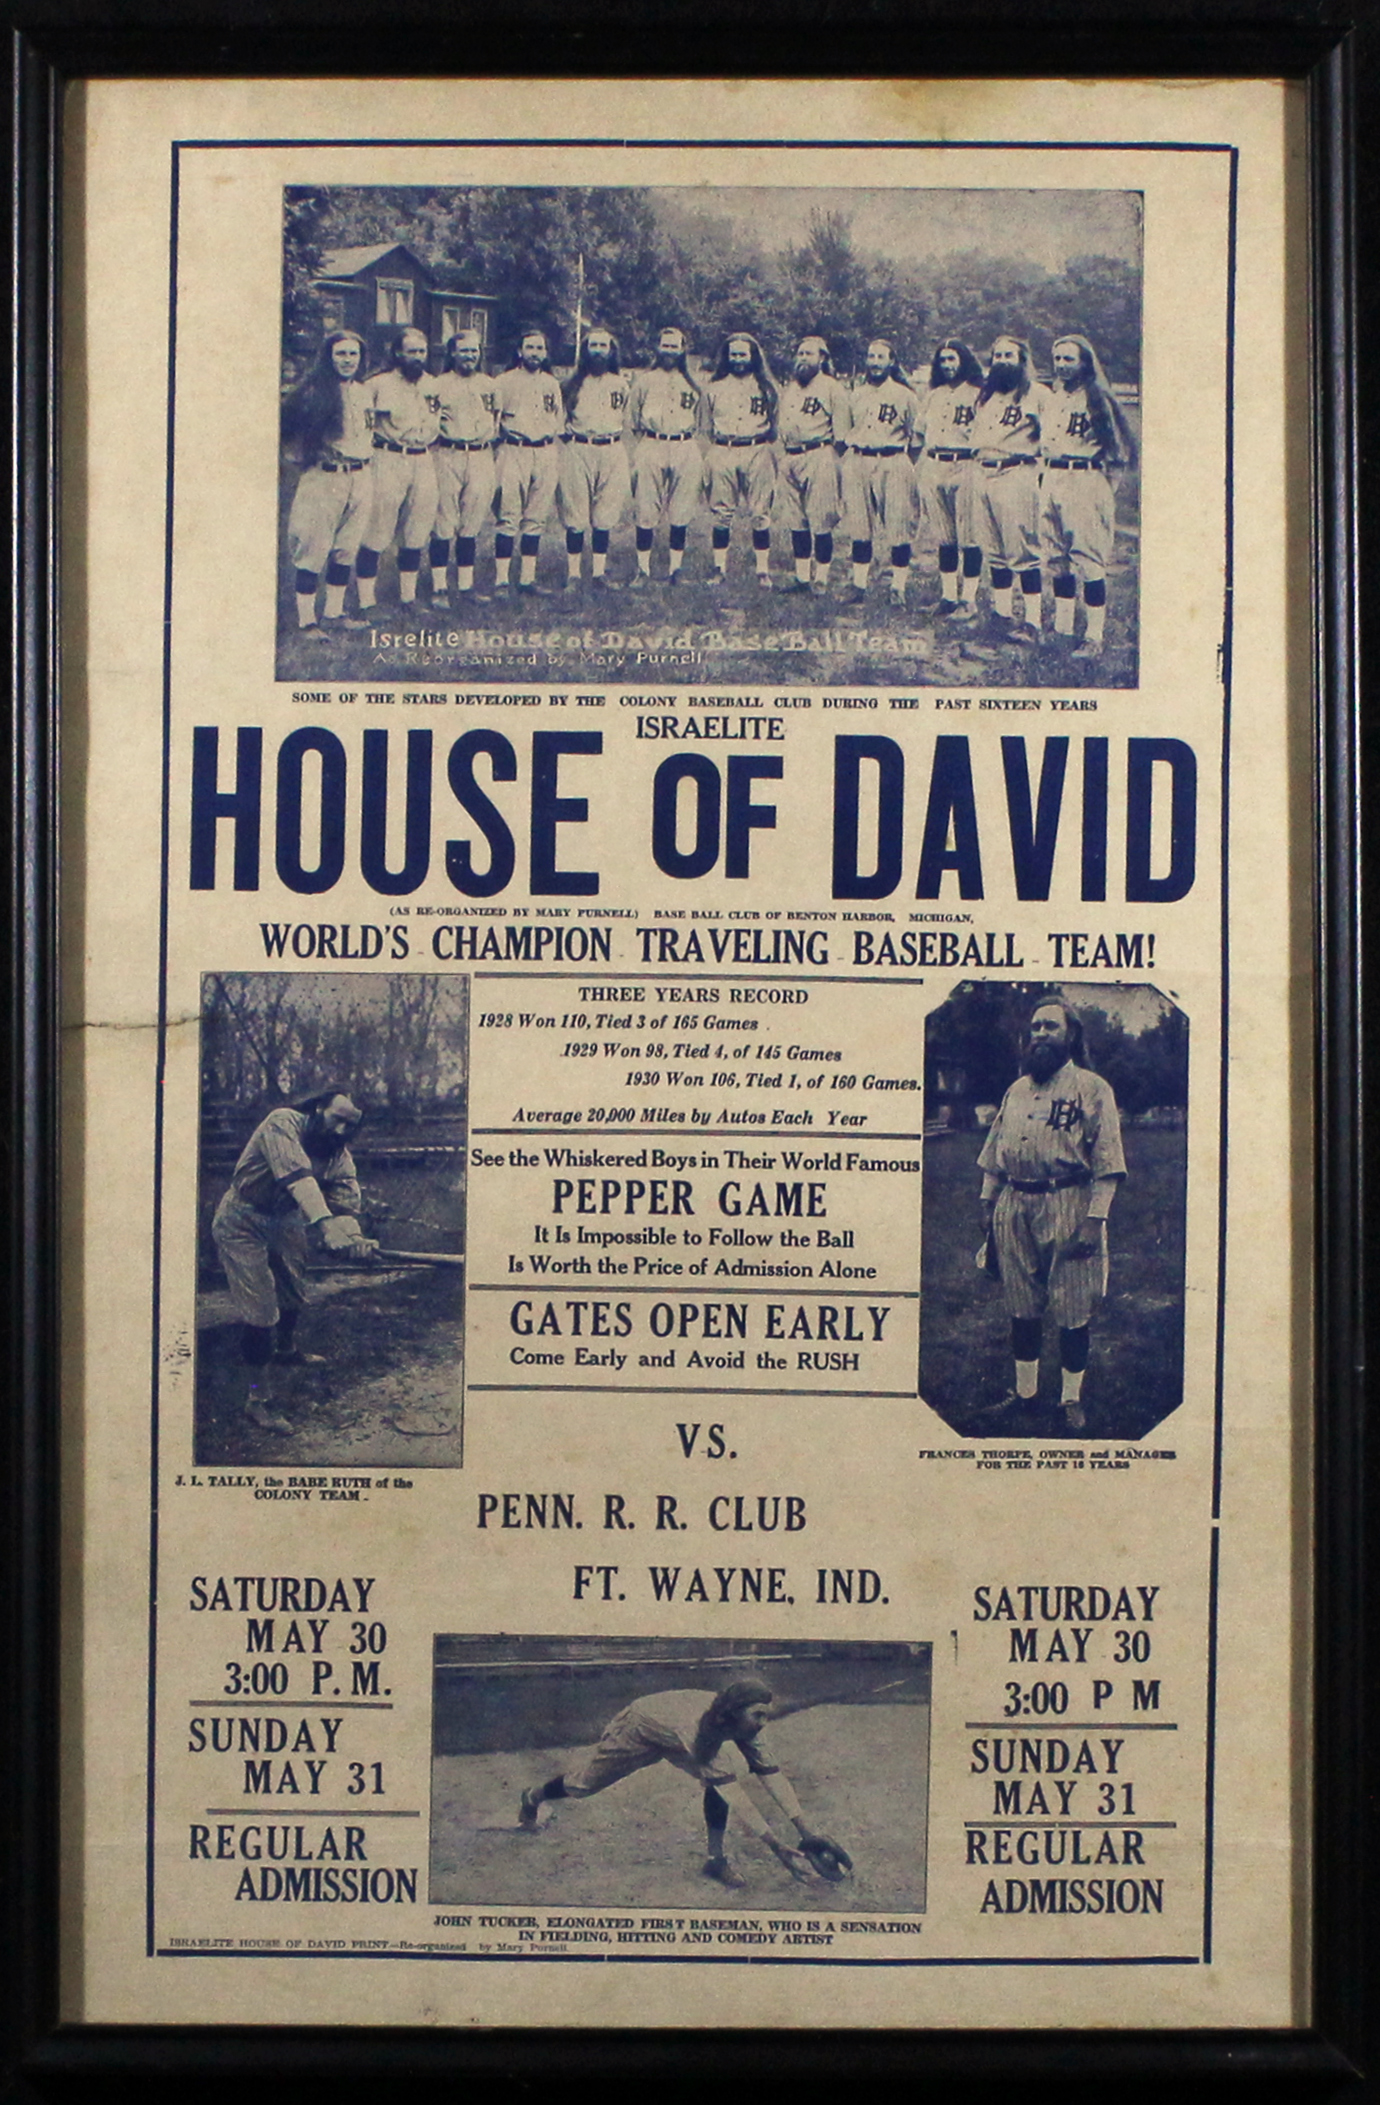 Isrelite House of David Base Ball Team
As Reorganized by Mary Purnell
SOME OF THE STARS DEVELOPED BY THE COLONY BASEBALL CLUB DURING THE PAST SIXTEEN YEARS
ISRAELITE
HOUSE OF DAVID
(AS RE-ORGANIZED BY MARY PURNELL) BASE BALL CLUB OF BENTON HARBOR, MICHIGAN,
WORLD'S - CHAMPION - TRAVELING - BASEBALL - TEAM!
THREE YEARS RECORD
1928 Won 110, Tied 3 of 165 Games
1929 Won 98, Tied 4, of 145 Games
1930 Won 106, Tied 1, of 160 Games.
Average 20,000 Miles by Autos Each Year
See the Whiskered Boys in Their World Famous
PEPPER GAME
It Is Impossible to Follow the Ball
Is Worth the Price of Admission Alone
GATES OPEN EARLY
Come Early and Avoid the RUSH
J. L. TALLY, the BABE RUTH of the
COLONY TEAM.
FRANCES THORPE, OWNER and MANAGER
FOR THE PAST 16 YEARS
VS.
PENN. R. R. CLUB
FT. WAYNE, IND.
SATURDAY
MAY 30
3:00 P. M.
SUNDAY
MAY 31
REGULAR
ADMISSION
SATURDAY
MAY 30
3:00 P M
SUNDAY
MAY 31
REGULAR
ADMISSION
JOHN TUCKER, ELONGATED FIRST BASEMAN, WHO IS A SENSATION
IN FIELDING, HITTING AND COMEDY ARTIST
ISRAELITE HOUSE OF DAVID PRINT—Re-organized by Mary Purnell.